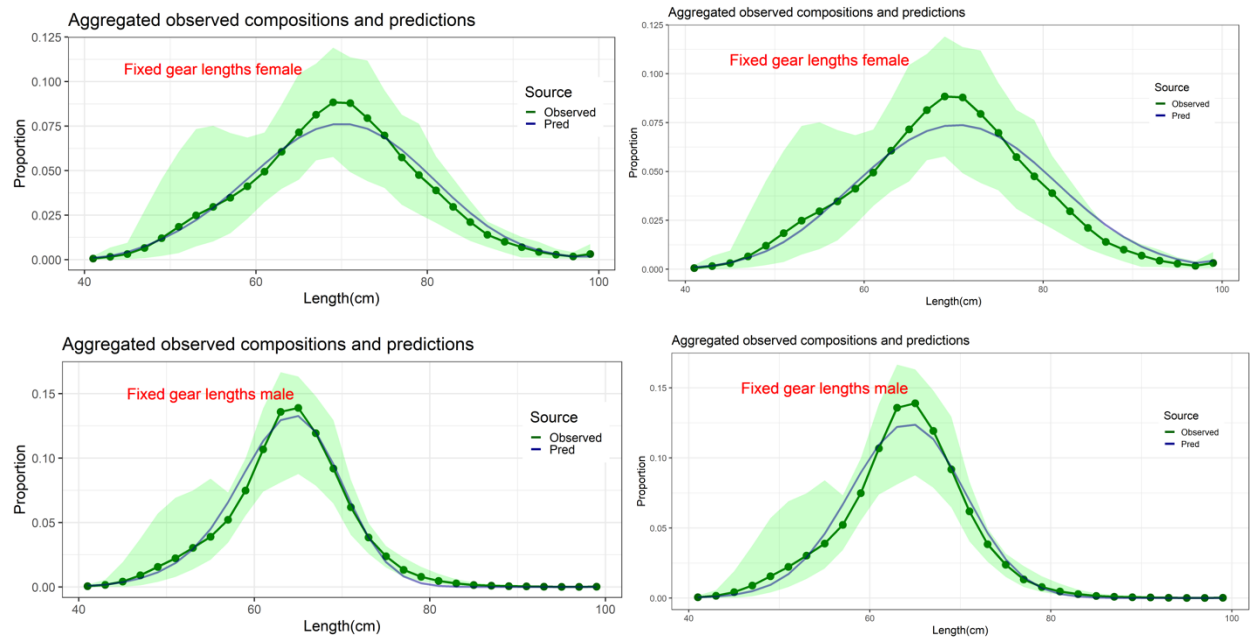 Aggregated observed compositions and predictions
Fixed gear lengths female
Source
Observed
Pred
Proportion
0.125
0.100
0.075
0.050
0.025
0.000
40 60 80 100
Length(cm)
Aggregated observed compositions and predictions
Fixed gear lengths female
Source
Observed
Pred
Proportion
0.125
0.100
0.075
0.050
0.025
0.000
40 60 80 100
Length(cm)
Aggregated observed compositions and predictions
Fixed gear lengths male
Source
Observed
Pred
Proportion
0.15
0.10
0.05
0.00
40 60 80 100
Length(cm)
Aggregated observed compositions and predictions
Fixed gear lengths male
Source
Observed
Pred
Proportion
0.15
0.10
0.05
0.00
40 60 80 100
Length(cm)